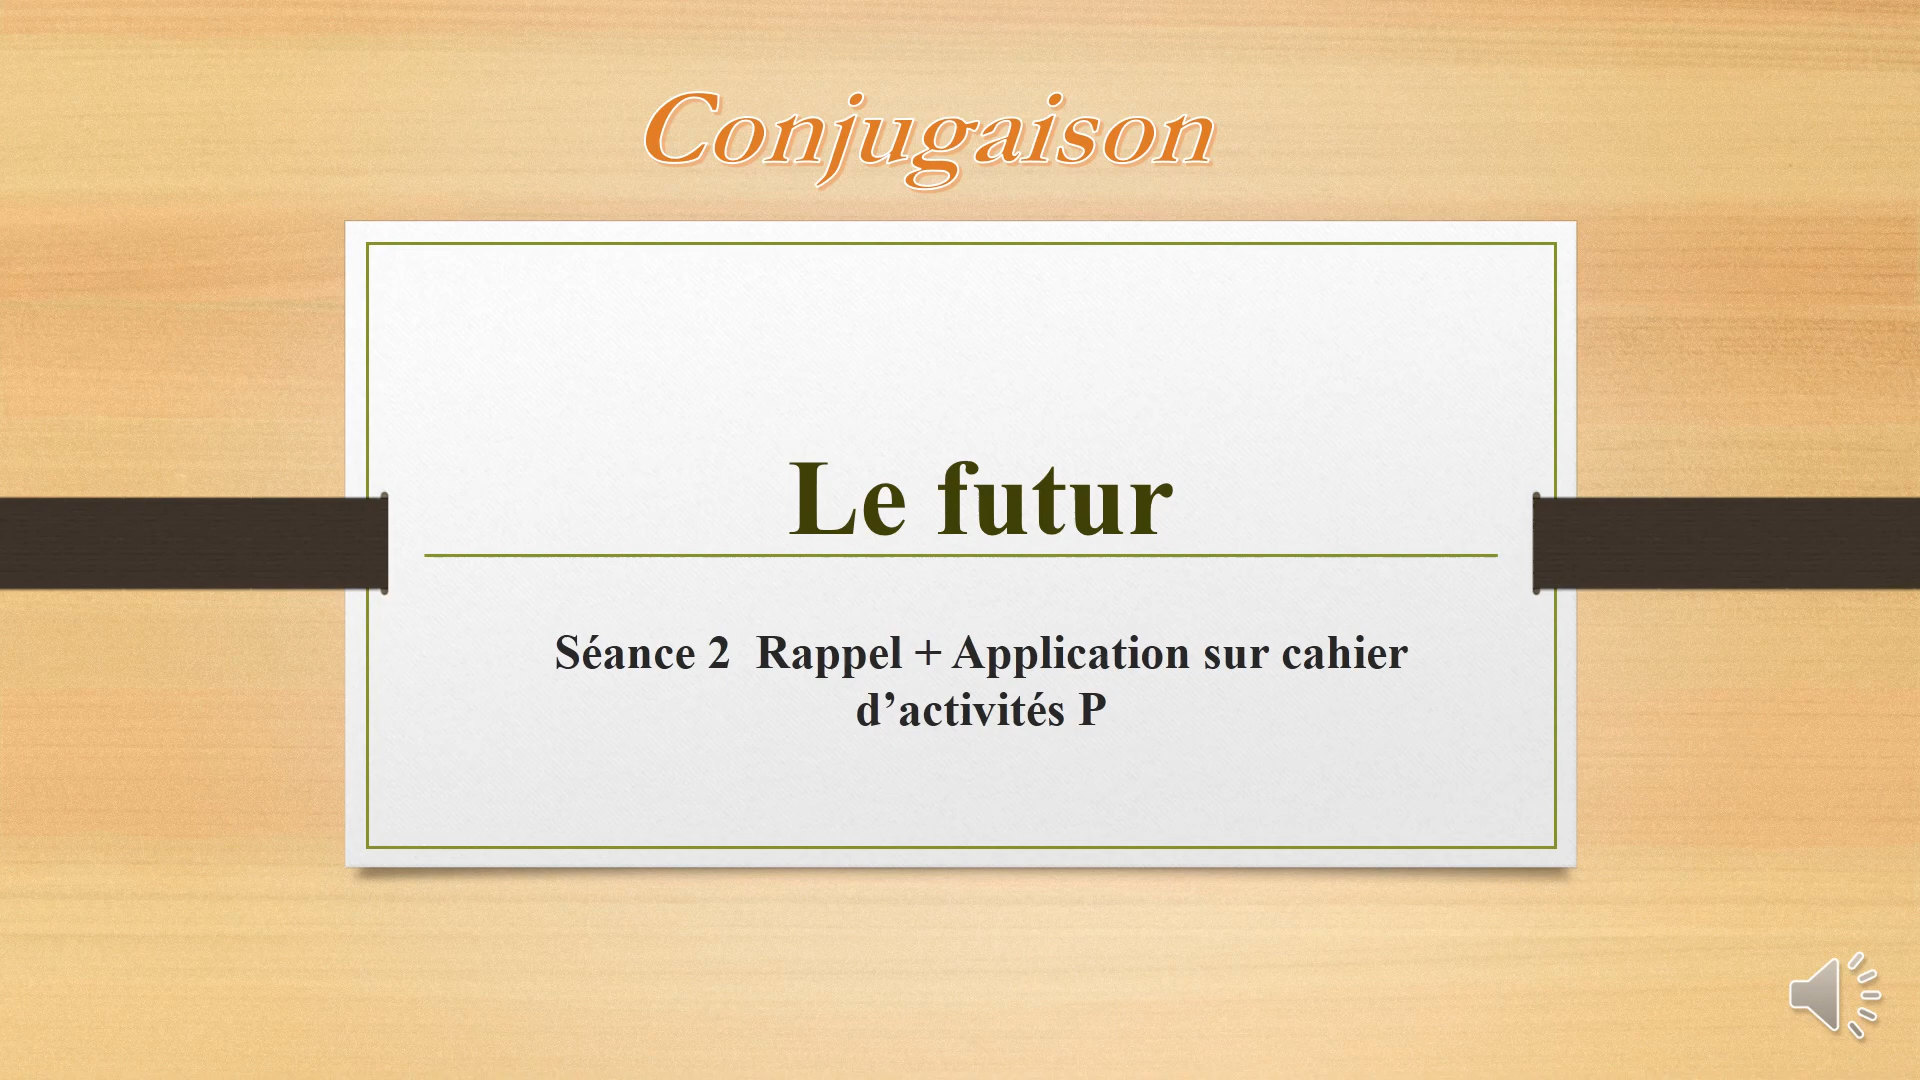 Conjugaison
Le futur
Séance 2  Rappel + Application sur cahier
d’activités P